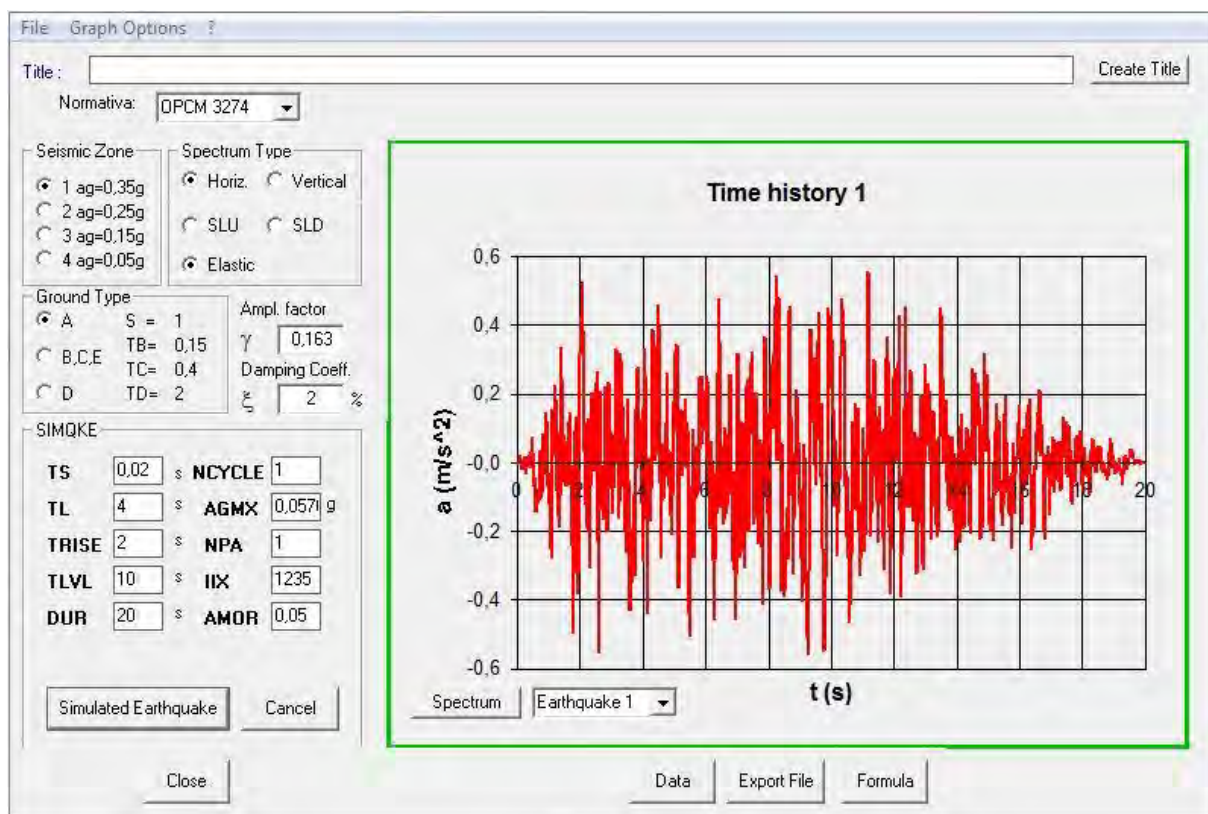 File Graph Options ?
Title : Create Title
Normativa: OPCM 3274
Seismic Zone
1 ag=0,35g
2 ag=0,25g
3 ag=0,15g
4 ag=0,05g
Spectrum Type
Horiz. Vertical
SLU SLD
Elastic
Ground Type
A S = 1
B,C,E TB= 0,15
TC= 0,4
D TD= 2
Ampl. factor
γ 0,163
Damping Coeff.
ξ 2 %
SIMQKE
TS 0,02 s NCYCLE 1
TL 4 s AGMX 0,057 g
TRISE 2 s NPA 1
TLVL 10 s IIX 1235
DUR 20 s AMOR 0,05
Simulated Earthquake Cancel
Close
Time history 1
a (m/s^2)
0,6
0,4
0,2
-0,0
-0,2
-0,4
-0,6
0 2 4 6 8 10 12 14 16 18 20
t (s)
Spectrum Earthquake 1
Data Export File Formula